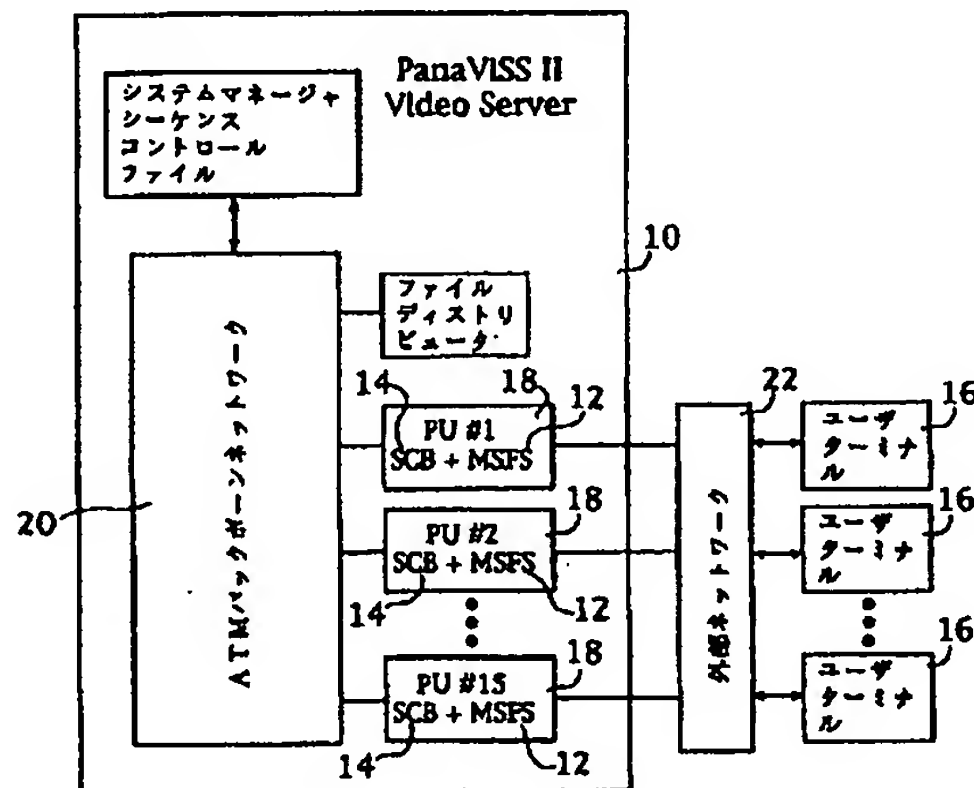 PanaVISS II
Video Server
システムマネージャ
シーケンス
コントロール
ファイル
10
ファイル
ディストリ
ビュータ
ATMバックボーンネットワーク
20
14
18
12
PU #1
SCB + MSFS
18
PU #2
SCB + MSFS
14
12
18
PU #15
SCB + MSFS
14
12
22
外部ネットワーク
16
ユーザ
ターミナ
ル
16
ユーザ
ターミナ
ル
16
ユーザ
ターミナ
ル